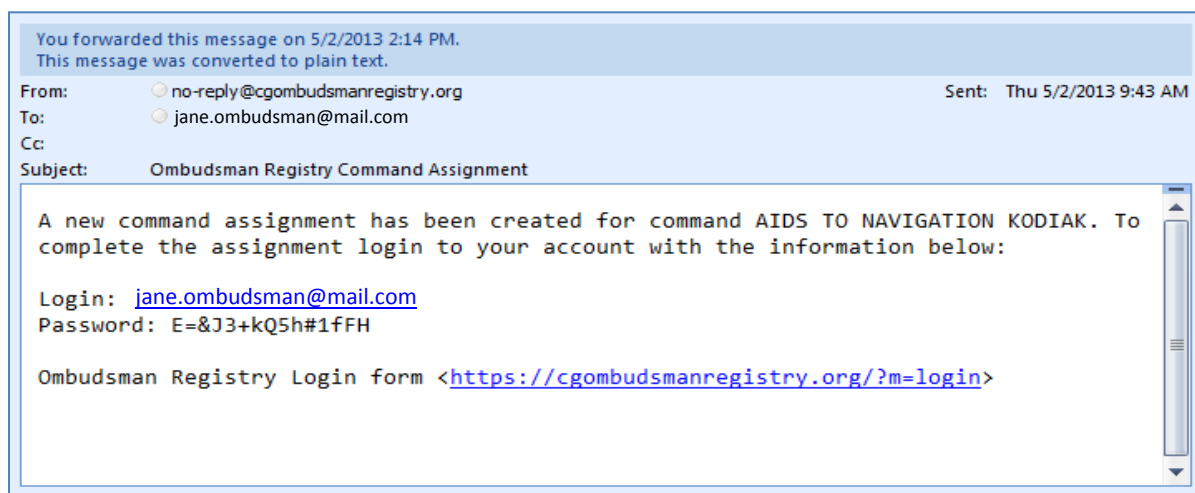 You forwarded this message on 5/2/2013 2:14 PM.
This message was converted to plain text.
From: no-reply@cgombudsmanregistry.org Sent: Thu 5/2/2013 9:43 AM
To: jane.ombudsman@mail.com
Cc:
Subject: Ombudsman Registry Command Assignment
A new command assignment has been created for command AIDS TO NAVIGATION KODIAK. To
complete the assignment login to your account with the information below:
Login: jane.ombudsman@mail.com
Password: E=&J3+kQ5h#1fFH
Ombudsman Registry Login form <https://cgombudsmanregistry.org/?m=login>